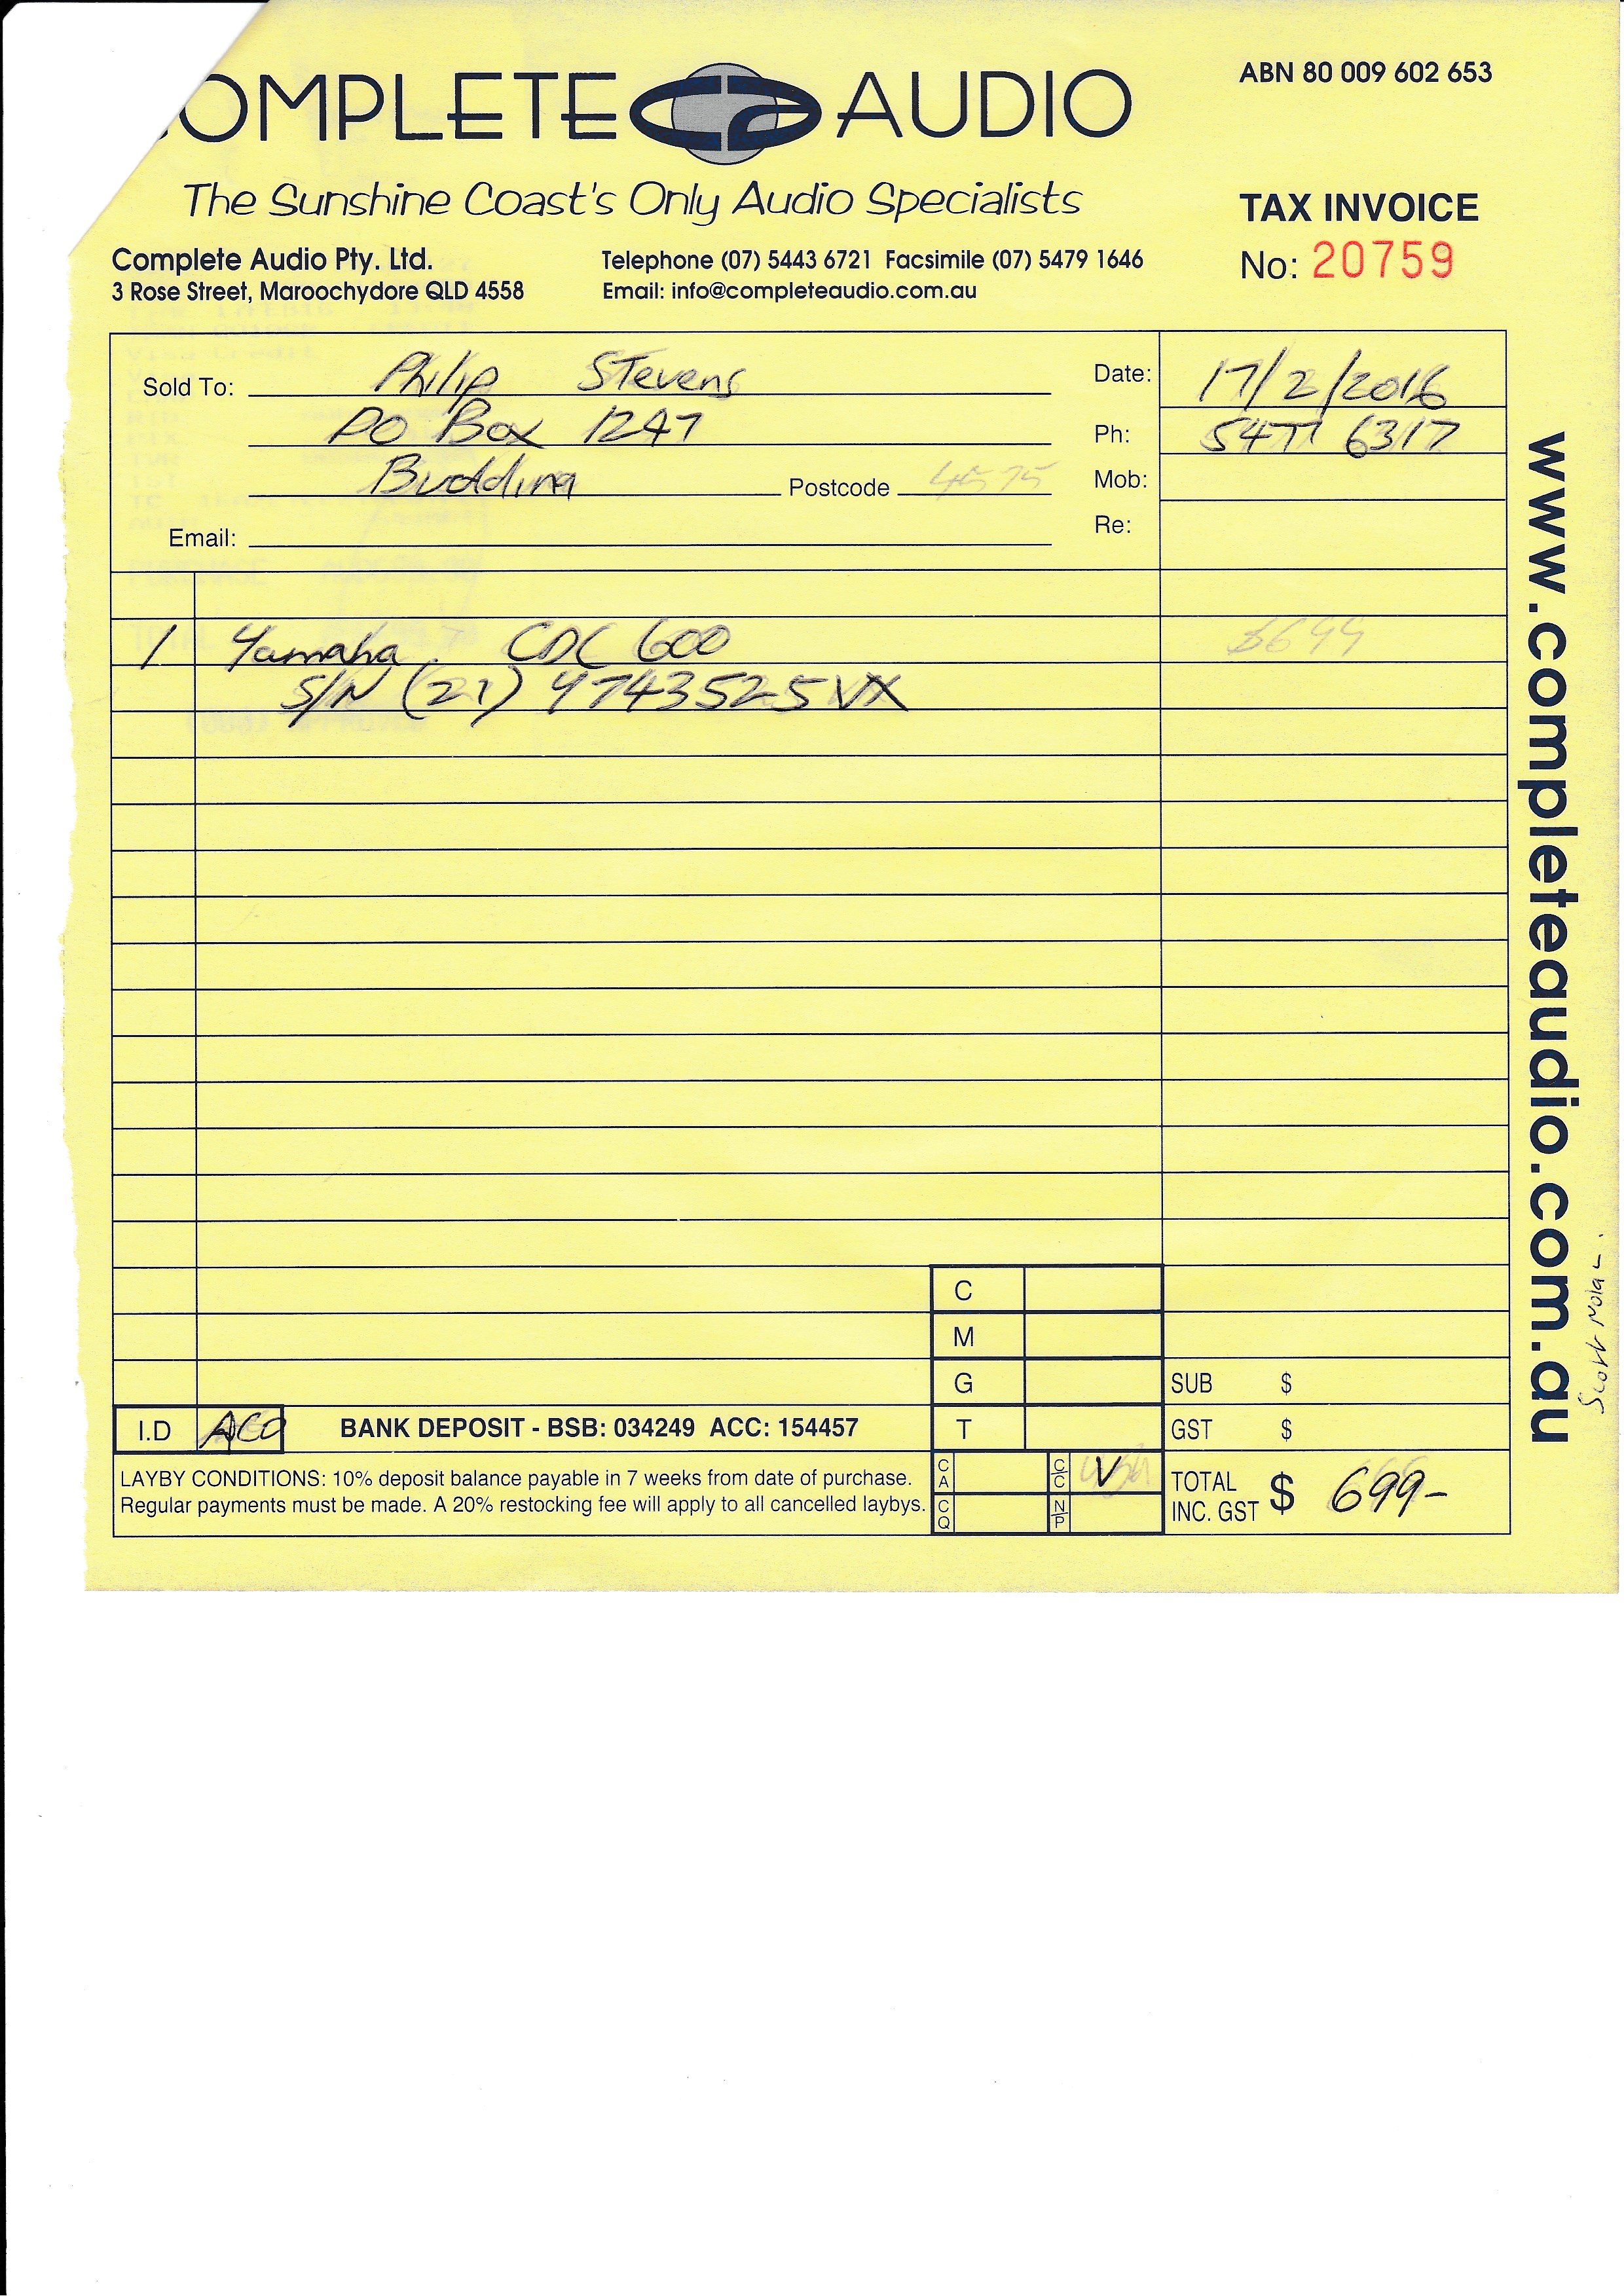 COMPLETE AUDIO
ABN 80 009 602 653
The Sunshine Coast's Only Audio Specialists
TAX INVOICE
No: 20759
Complete Audio Pty. Ltd.
3 Rose Street, Maroochydore QLD 4558
Telephone (07) 5443 6721 Facsimile (07) 5479 1646
Email: info@completeaudio.com.au
Sold To: Philip Stevens
PO Box 1247
Buddina Postcode 4575
Email:
Date: 17/2/2016
Ph: 5477 6317
Mob:
Re:
1 Yamaha CDC 600 $699
S/N (21) Y743525VX
C
M
G
T
SUB $
GST $
I.D ACO BANK DEPOSIT - BSB: 034249 ACC: 154457
LAYBY CONDITIONS: 10% deposit balance payable in 7 weeks from date of purchase.
Regular payments must be made. A 20% restocking fee will apply to all cancelled laybys.
CA
C/C V
CQ
N/P
TOTAL INC. GST $ 699-
www.completeaudio.com.au
Scott Nolan.